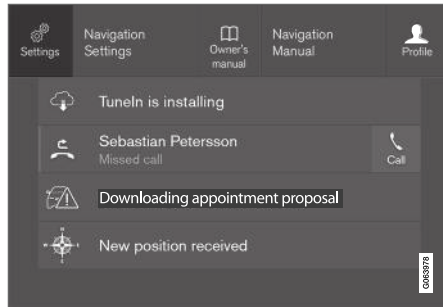 Settings
Navigation
Settings
Owner's
manual
Navigation
Manual
Profile
TuneIn is installing
Sebastian Petersson
Missed call
Call
Downloading appointment proposal
New position received
G063978